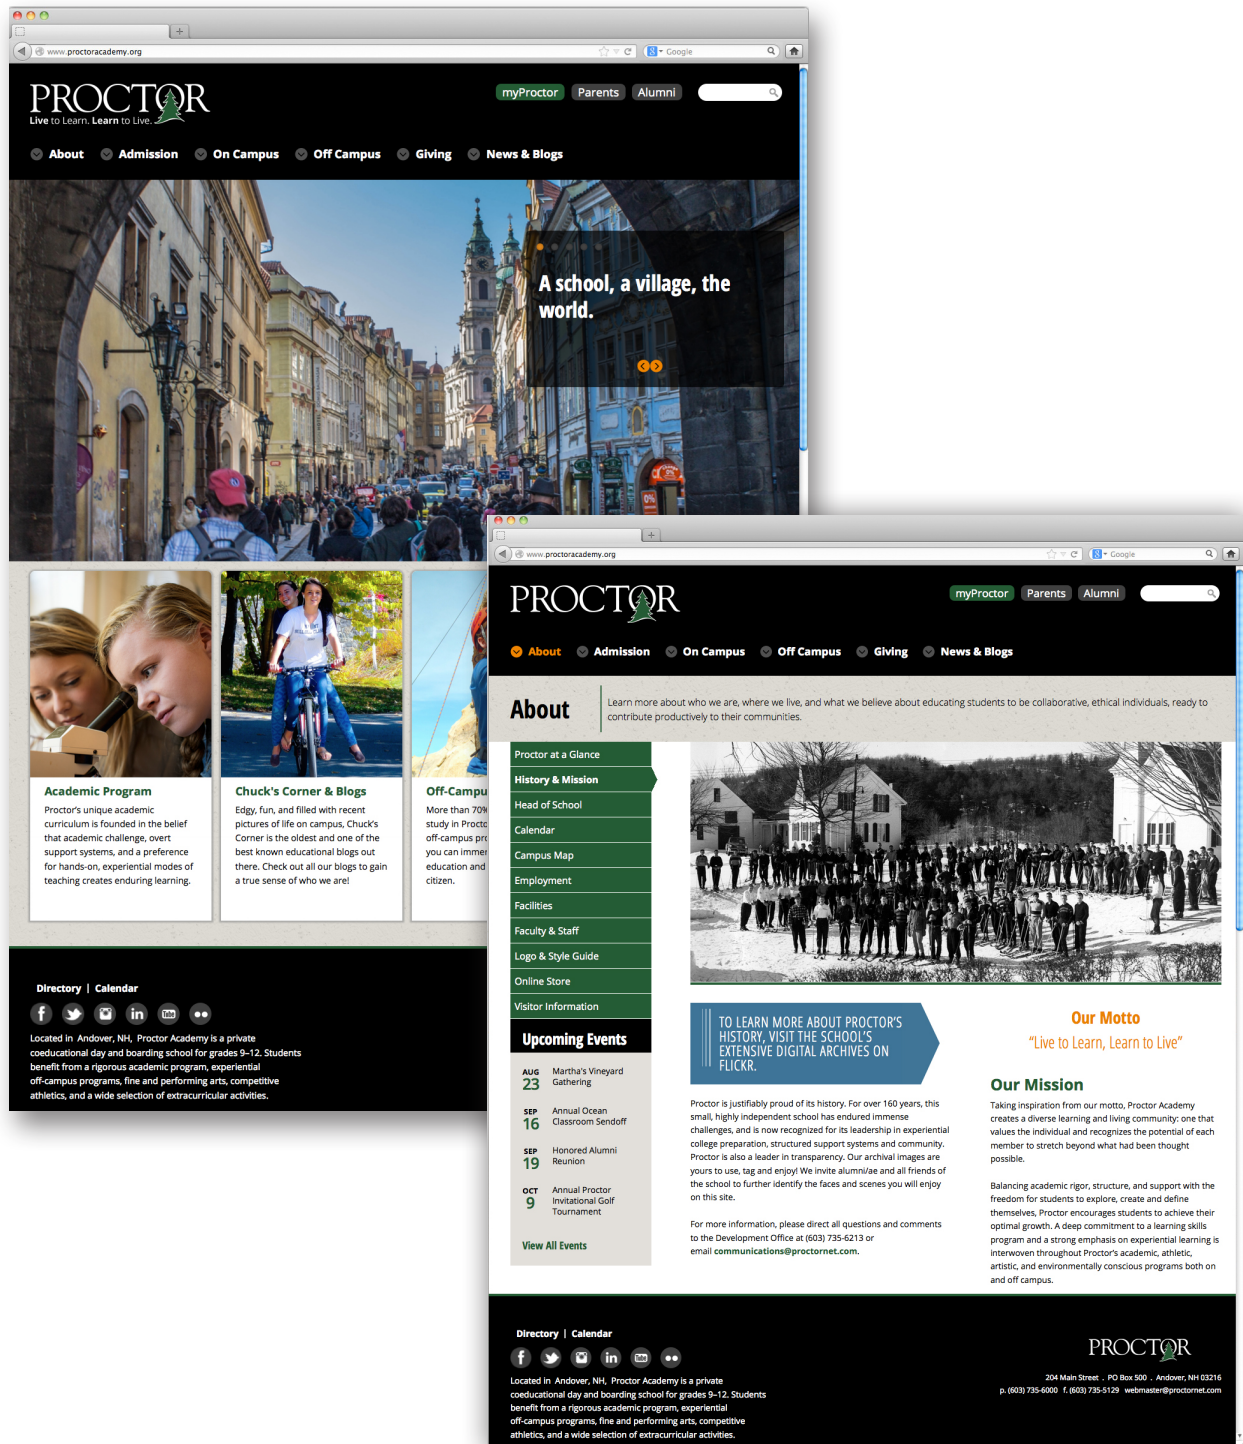 www.proctoracademy.org
Google
PROCTOR
Live to Learn. Learn to Live.
myProctor
Parents
Alumni
About
Admission
On Campus
Off Campus
Giving
News & Blogs
A school, a village, the
world.
0%
Academic Program
Proctor's unique academic
curriculum is founded in the belief
that academic challenge, overt
support systems, and a preference
for hands-on, experiential modes of
teaching creates enduring learning.
Chuck's Corner & Blogs
Edgy, fun, and filled with recent
pictures of life on campus, Chuck's
Corner is the oldest and one of the
best known educational blogs out
there. Check out all our blogs to gain
a true sense of who we are!
Off-Campu
More than 70%
study in Procto
off-campus pro
you can immer
education and
citizen.
Directory | Calendar
f
in
You Tube
Located in Andover, NH, Proctor Academy is a private
coeducational day and boarding school for grades 9–12. Students
benefit from a rigorous academic program, experiential
off-campus programs, fine and performing arts, competitive
athletics, and a wide selection of extracurricular activities.
www.proctoracademy.org
Google
PROCTOR
myProctor
Parents
Alumni
About
Admission
On Campus
Off Campus
Giving
News & Blogs
About
Learn more about who we are, where we live, and what we believe about educating students to be collaborative, ethical individuals, ready to
contribute productively to their communities.
Proctor at a Glance
History & Mission
Head of School
Calendar
Campus Map
Employment
Facilities
Faculty & Staff
Logo & Style Guide
Online Store
Visitor Information
Upcoming Events
AUG
23
Martha's Vineyard
Gathering
SEP
16
Annual Ocean
Classroom Sendoff
SEP
19
Honored Alumni
Reunion
OCT
9
Annual Proctor
Invitational Golf
Tournament
View All Events
TO LEARN MORE ABOUT PROCTOR'S
HISTORY, VISIT THE SCHOOL'S
EXTENSIVE DIGITAL ARCHIVES ON
FLICKR.
Proctor is justifiably proud of its history. For over 160 years, this
small, highly independent school has endured immense
challenges, and is now recognized for its leadership in experiential
college preparation, structured support systems and community.
Proctor is also a leader in transparency. Our archival images are
yours to use, tag and enjoy! We invite alumni/ae and all friends of
the school to further identify the faces and scenes you will enjoy
on this site.
For more information, please direct all questions and comments
to the Development Office at (603) 735-6213 or
email communications@proctornet.com.
Our Motto
“Live to Learn, Learn to Live”
Our Mission
Taking inspiration from our motto, Proctor Academy
creates a diverse learning and living community: one that
values the individual and recognizes the potential of each
member to stretch beyond what had been thought
possible.
Balancing academic rigor, structure, and support with the
freedom for students to explore, create and define
themselves, Proctor encourages students to achieve their
optimal growth. A deep commitment to a learning skills
program and a strong emphasis on experiential learning is
interwoven throughout Proctor's academic, athletic,
artistic, and environmentally conscious programs both on
and off campus.
Directory | Calendar
f
in
You Tube
Located in Andover, NH, Proctor Academy is a private
coeducational day and boarding school for grades 9–12. Students
benefit from a rigorous academic program, experiential
off-campus programs, fine and performing arts, competitive
athletics, and a wide selection of extracurricular activities.
PROCTOR
204 Main Street . PO Box 500 . Andover, NH 03216
p. (603) 735-6000 f. (603) 735-5129 webmaster@proctornet.com